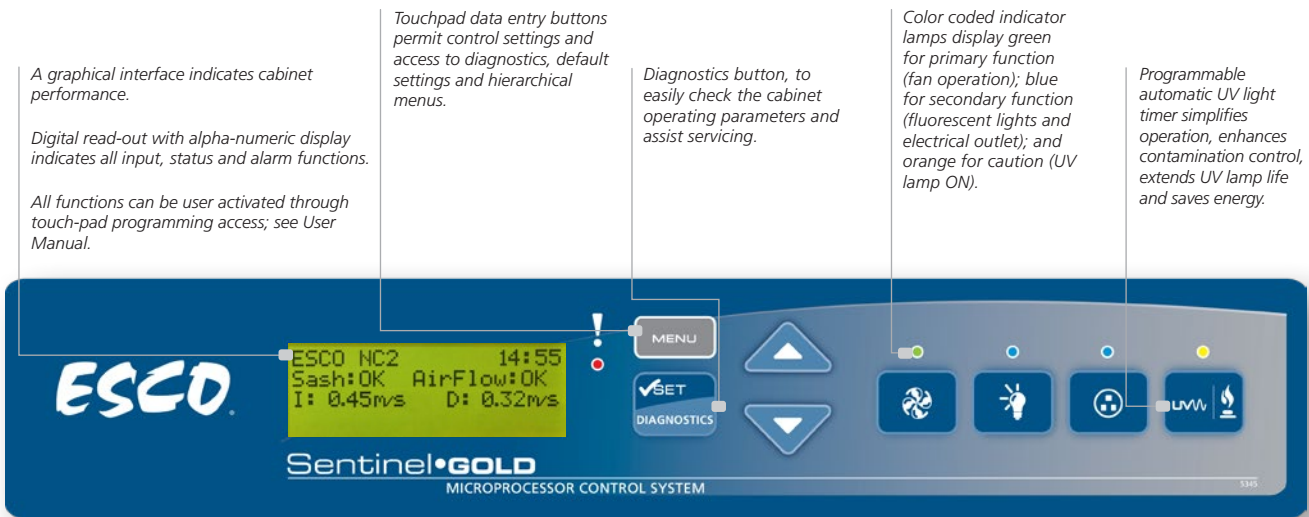 A graphical interface indicates cabinet
performance.
Digital read-out with alpha-numeric display
indicates all input, status and alarm functions.
All functions can be user activated through
touch-pad programming access; see User
Manual.
Touchpad data entry buttons
permit control settings and
access to diagnostics, default
settings and hierarchical
menus.
Diagnostics button, to
easily check the cabinet
operating parameters and
assist servicing.
Color coded indicator
lamps display green
for primary function
(fan operation); blue
for secondary function
(fluorescent lights and
electrical outlet); and
orange for caution (UV
lamp ON).
Programmable
automatic UV light
timer simplifies
operation, enhances
contamination control,
extends UV lamp life
and saves energy.
ESCO
ESCO NC2 14:55
Sash:OK AirFlow:OK
I: 0.45m/s D: 0.32m/s
!
MENU
SET
DIAGNOSTICS
UV
Sentinel•GOLD
MICROPROCESSOR CONTROL SYSTEM
5345